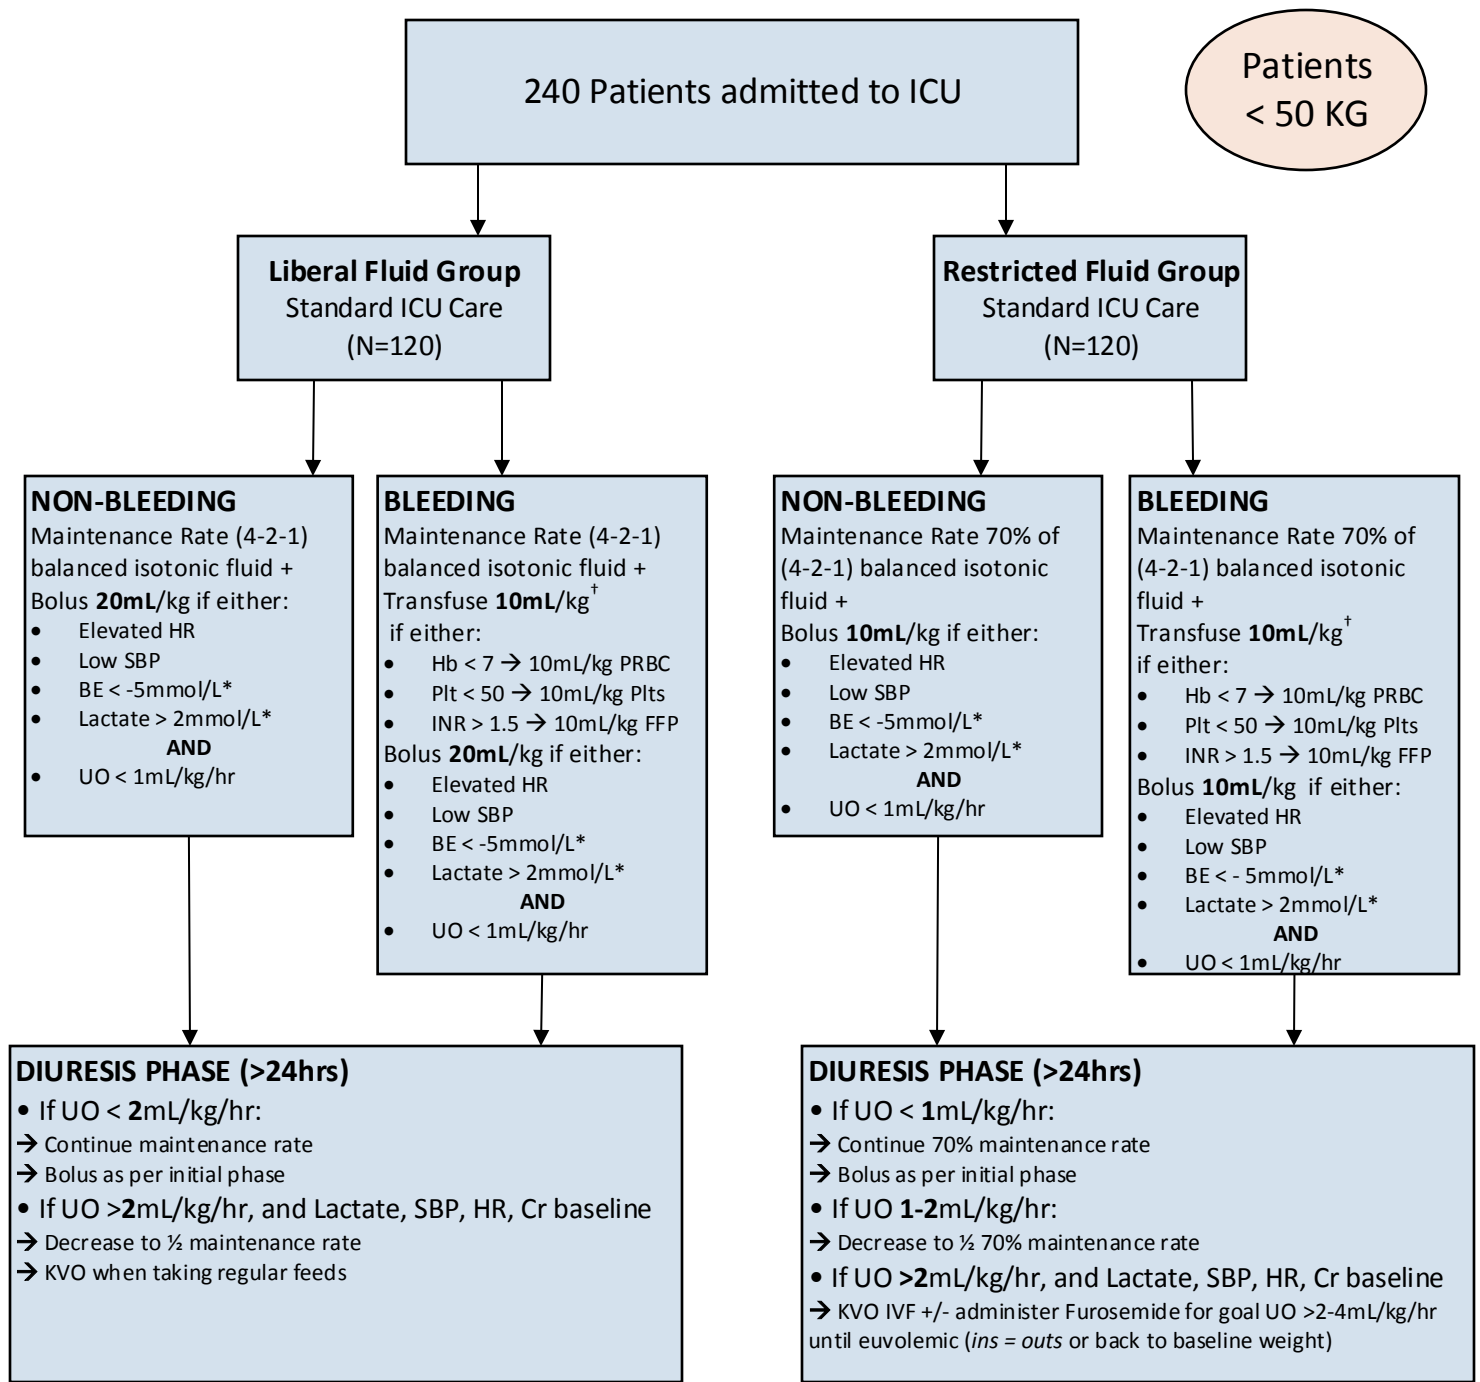 240 Patients admitted to ICU
Patients
< 50 KG
Liberal Fluid Group
Standard ICU Care
(N=120)
Restricted Fluid Group
Standard ICU Care
(N=120)
NON-BLEEDING
Maintenance Rate (4-2-1)
balanced isotonic fluid +
Bolus 20mL/kg if either:
• Elevated HR
• Low SBP
• BE < -5mmol/L*
• Lactate > 2mmol/L*
AND
• UO < 1mL/kg/hr
BLEEDING
Maintenance Rate (4-2-1)
balanced isotonic fluid +
Transfuse 10mL/kg†
if either:
• Hb < 7 → 10mL/kg PRBC
• Plt < 50 → 10mL/kg Plts
• INR > 1.5 → 10mL/kg FFP
Bolus 20mL/kg if either:
• Elevated HR
• Low SBP
• BE < -5mmol/L*
• Lactate > 2mmol/L*
AND
• UO < 1mL/kg/hr
NON-BLEEDING
Maintenance Rate 70% of
(4-2-1) balanced isotonic
fluid +
Bolus 10mL/kg if either:
• Elevated HR
• Low SBP
• BE < -5mmol/L*
• Lactate > 2mmol/L*
AND
• UO < 1mL/kg/hr
BLEEDING
Maintenance Rate 70% of
(4-2-1) balanced isotonic
fluid +
Transfuse 10mL/kg†
if either:
• Hb < 7 → 10mL/kg PRBC
• Plt < 50 → 10mL/kg Plts
• INR > 1.5 → 10mL/kg FFP
Bolus 10mL/kg if either:
• Elevated HR
• Low SBP
• BE < - 5mmol/L*
• Lactate > 2mmol/L*
AND
• UO < 1mL/kg/hr
DIURESIS PHASE (>24hrs)
• If UO < 2mL/kg/hr:
→ Continue maintenance rate
→ Bolus as per initial phase
• If UO >2mL/kg/hr, and Lactate, SBP, HR, Cr baseline
→ Decrease to ½ maintenance rate
→ KVO when taking regular feeds
DIURESIS PHASE (>24hrs)
• If UO < 1mL/kg/hr:
→ Continue 70% maintenance rate
→ Bolus as per initial phase
• If UO 1-2mL/kg/hr:
→ Decrease to ½ 70% maintenance rate
• If UO >2mL/kg/hr, and Lactate, SBP, HR, Cr baseline
→ KVO IVF +/- administer Furosemide for goal UO >2-4mL/kg/hr
until euvolemic (ins = outs or back to baseline weight)